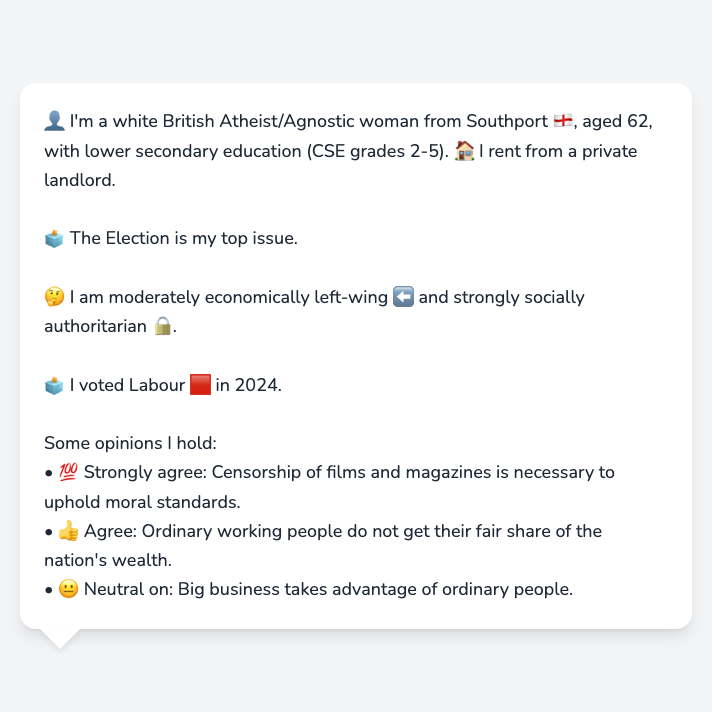 👤 I'm a white British Atheist/Agnostic woman from Southport 🏴󠁧󠁢󠁥󠁮󠁧󠁿, aged 62,
with lower secondary education (CSE grades 2-5). 🏠 I rent from a private
landlord.
🗳️ The Election is my top issue.
🤔 I am moderately economically left-wing ⬅️ and strongly socially
authoritarian 🔒.
🗳️ I voted Labour 🟥 in 2024.
Some opinions I hold:
• 💯 Strongly agree: Censorship of films and magazines is necessary to
uphold moral standards.
• 👍 Agree: Ordinary working people do not get their fair share of the
nation's wealth.
• 😐 Neutral on: Big business takes advantage of ordinary people.